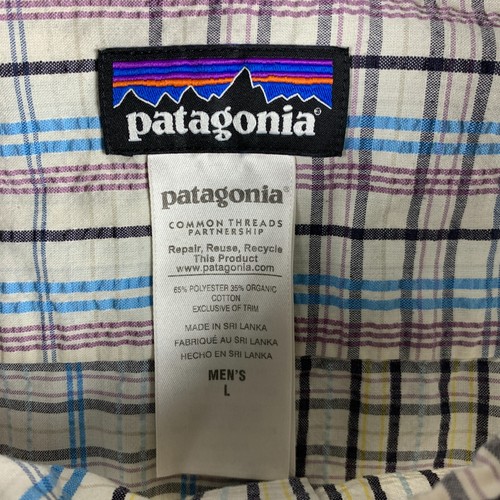 patagonia®
patagonia®
COMMON THREADS
PARTNERSHIP
Repair, Reuse, Recycle
This Product
www.patagonia.com
65% POLYESTER 35% ORGANIC
COTTON
EXCLUSIVE OF TRIM
MADE IN SRI LANKA
FABRIQUÉ AU SRI LANKA
HECHO EN SRI LANKA
MEN'S
L